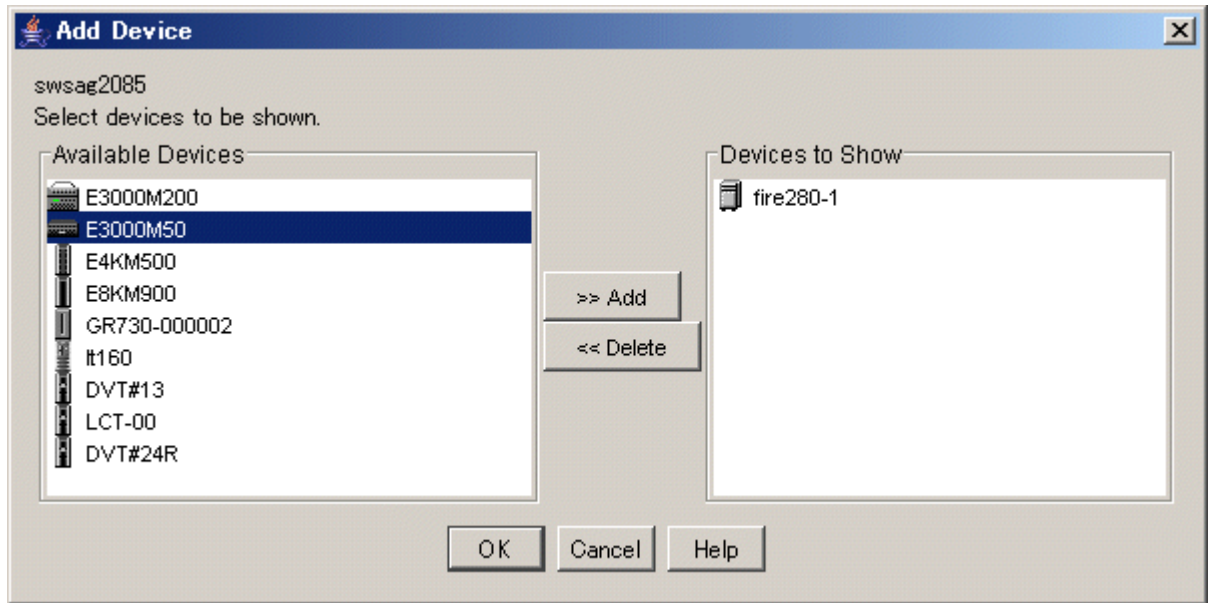 Add Device
swsag2085
Select devices to be shown.
Available Devices
E3000M200
E3000M50
E4KM500
E8KM900
GR730-000002
lt160
DVT#13
LCT-00
DVT#24R
>> Add
<< Delete
Devices to Show
fire280-1
OK
Cancel
Help